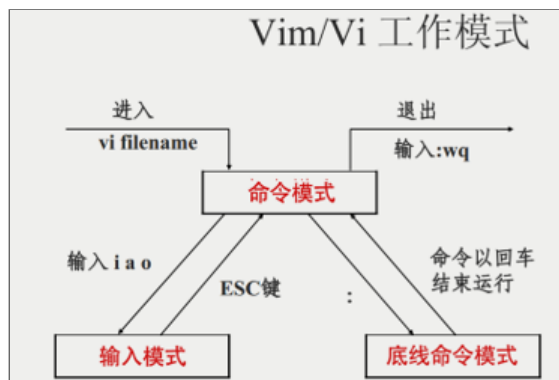 Vim/Vi 工作模式
进入
退出
vi filename
输入:wq
命令模式
输入 i a o
命令以回车
结束运行
ESC键
:
输入模式
底线命令模式